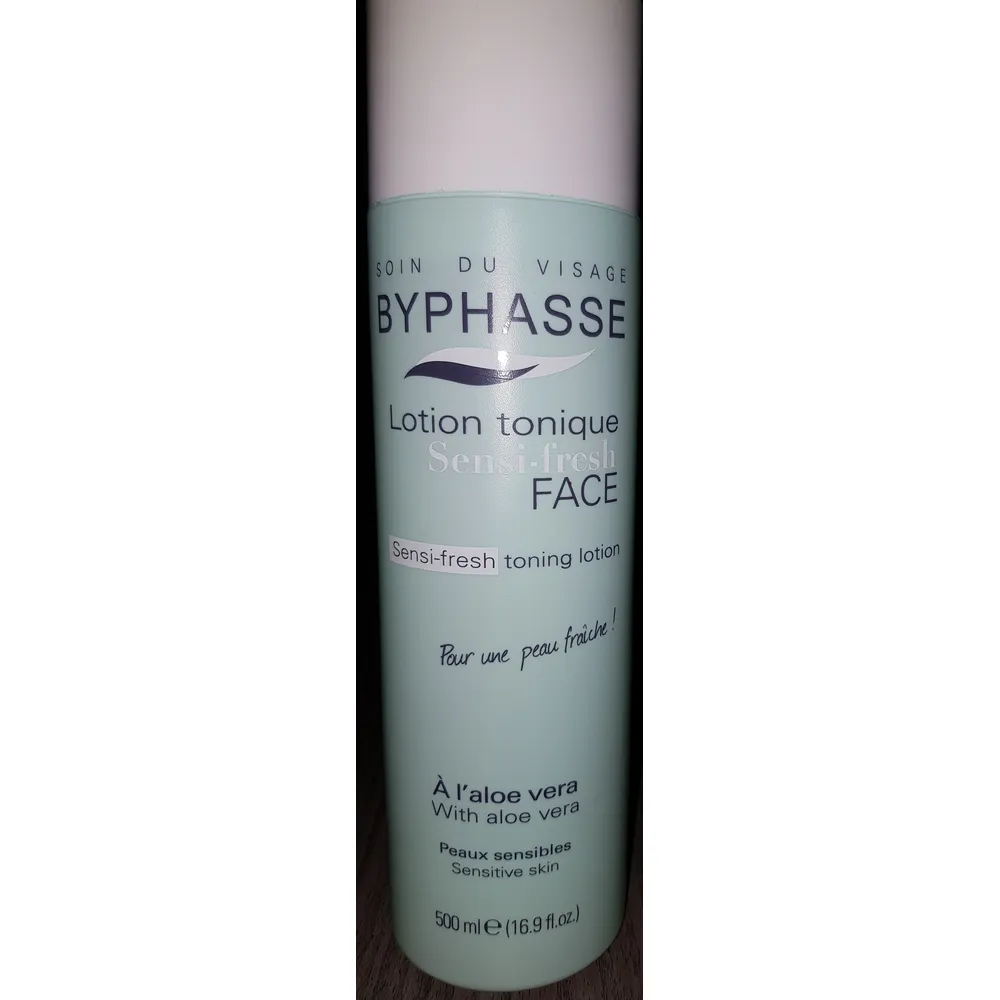 SOIN DU VISAGE
BYPHASSE
Lotion tonique
Sensi-fresh
FACE
Sensi-fresh toning lotion
Pour une peau fraîche !
À l'aloe vera
With aloe vera
Peaux sensibles
Sensitive skin
500 ml ℮ (16.9 fl.oz.)